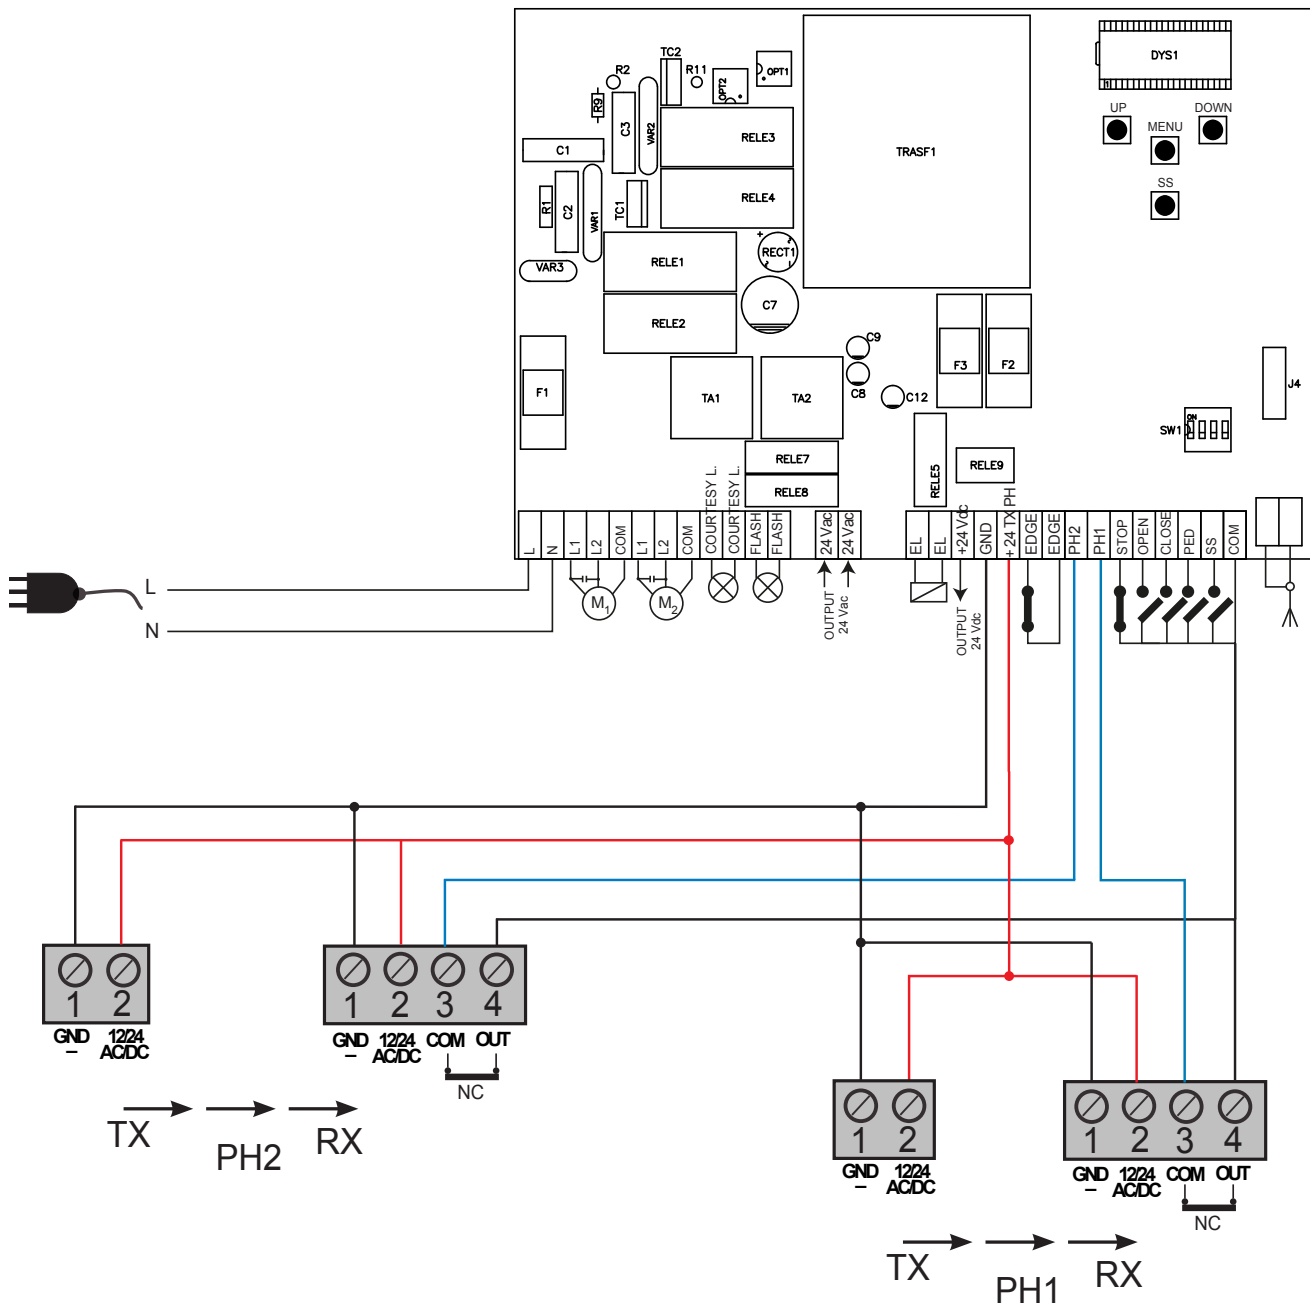 TC2
R2
R11
OPT2
OPT1
DYS1
R9
C3
VAR2
RELE3
TRASF1
UP
DOWN
MENU
C1
RELE4
SS
R1
C2
VAR1
TC1
+
RECT1
VAR3
RELE1
C7
RELE2
C9
C8
F3
F2
J4
F1
TA1
TA2
C12
ON
SW1
1
RELE7
RELE5
RELE9
RELE8
L
N
L1
L2
COM
L1
L2
COM
COURTESY L.
COURTESY L.
FLASH
FLASH
24 Vac
24 Vac
EL
EL
+24 Vdc
GND
+ 24 TX PH
EDGE
EDGE
PH2
PH1
STOP
OPEN
CLOSE
PED
SS
COM
L
N
M1
M2
OUTPUT
24 Vac
OUTPUT
24 Vdc
1 2
GND 12/24
– AC/DC
1 2 3 4
GND 12/24 COM OUT
– AC/DC
NC
TX PH2 RX
1 2
GND 12/24
– AC/DC
1 2 3 4
GND 12/24 COM OUT
– AC/DC
NC
TX PH1 RX